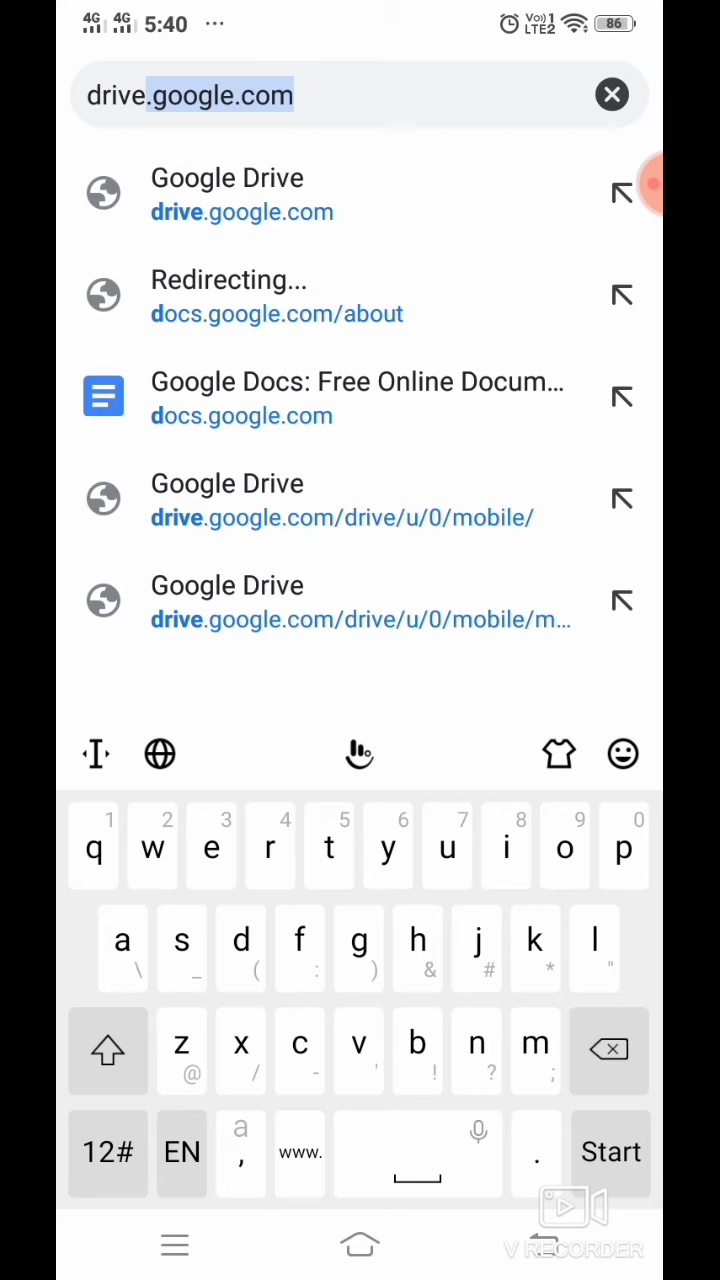 4G 4G 5:40 ... Vo)) 1 LTE2 86
drive.google.com
Google Drive
drive.google.com
Redirecting...
docs.google.com/about
Google Docs: Free Online Docum...
docs.google.com
Google Drive
drive.google.com/drive/u/0/mobile/
Google Drive
drive.google.com/drive/u/0/mobile/m...
1 2 3 4 5 6 7 8 9 0
q w e r t y u i o p
a s d f g h j k l
\ _ ( : ) & # * "
z x c v b n m
@ / - ' ! ? ;
a
12# EN , www. . Start
V RECORDER